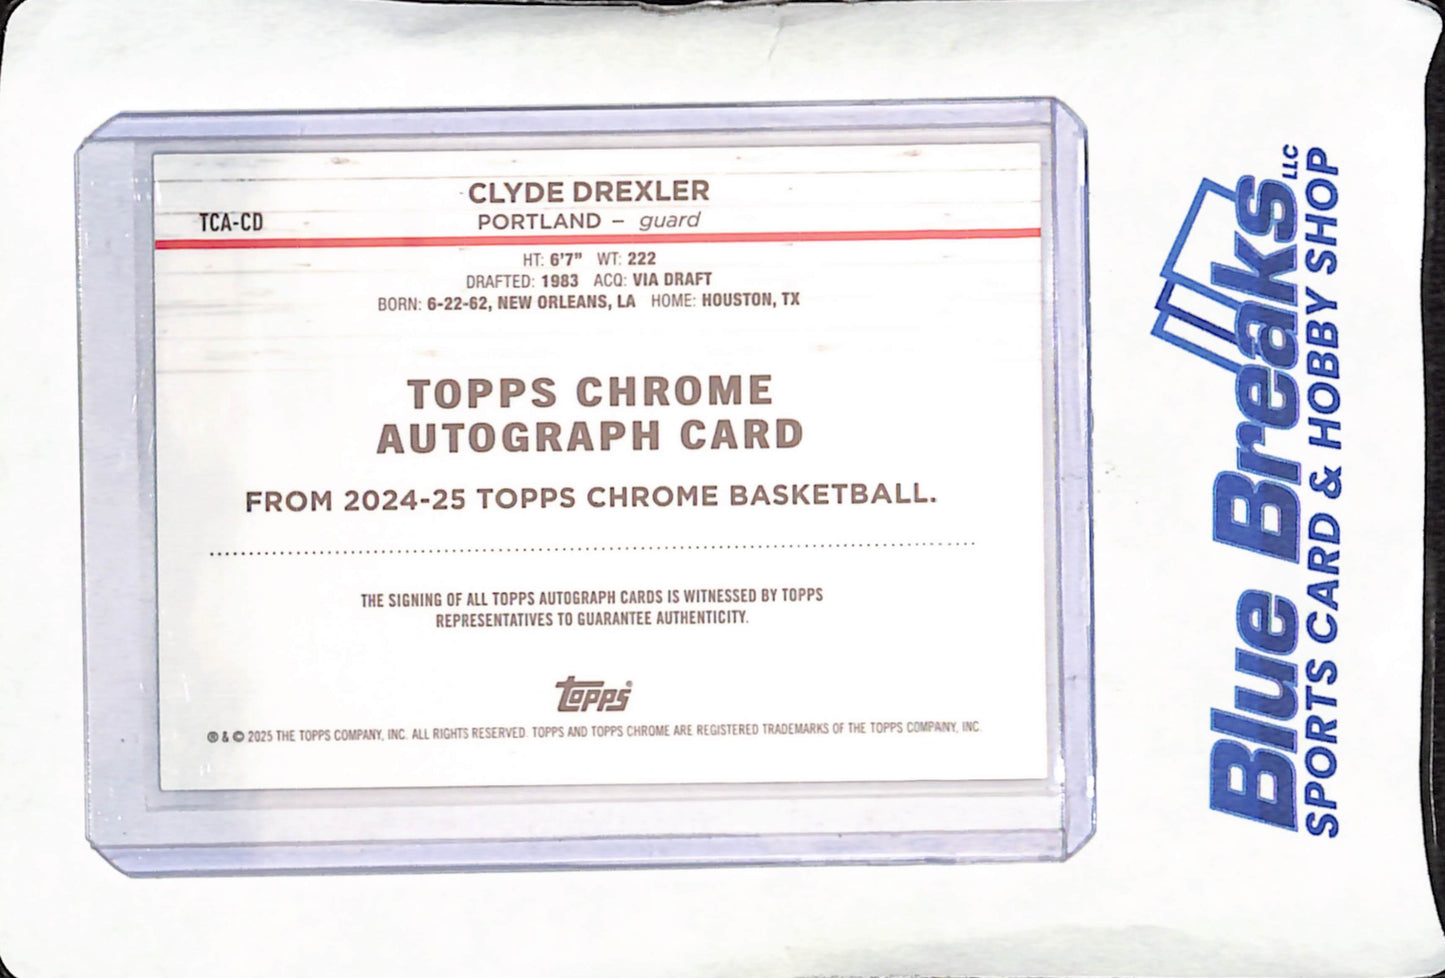 CLYDE DREXLER
TCA-CD
PORTLAND – guard
HT: 6'7" WT: 222
DRAFTED: 1983 ACQ: VIA DRAFT
BORN: 6-22-62, NEW ORLEANS, LA HOME: HOUSTON, TX
TOPPS CHROME
AUTOGRAPH CARD
FROM 2024-25 TOPPS CHROME BASKETBALL.
THE SIGNING OF ALL TOPPS AUTOGRAPH CARDS IS WITNESSED BY TOPPS
REPRESENTATIVES TO GUARANTEE AUTHENTICITY.
Topps®
® & © 2025 THE TOPPS COMPANY, INC. ALL RIGHTS RESERVED. TOPPS AND TOPPS CHROME ARE REGISTERED TRADEMARKS OF THE TOPPS COMPANY, INC.
Blue Breaks LLC
SPORTS CARD & HOBBY SHOP